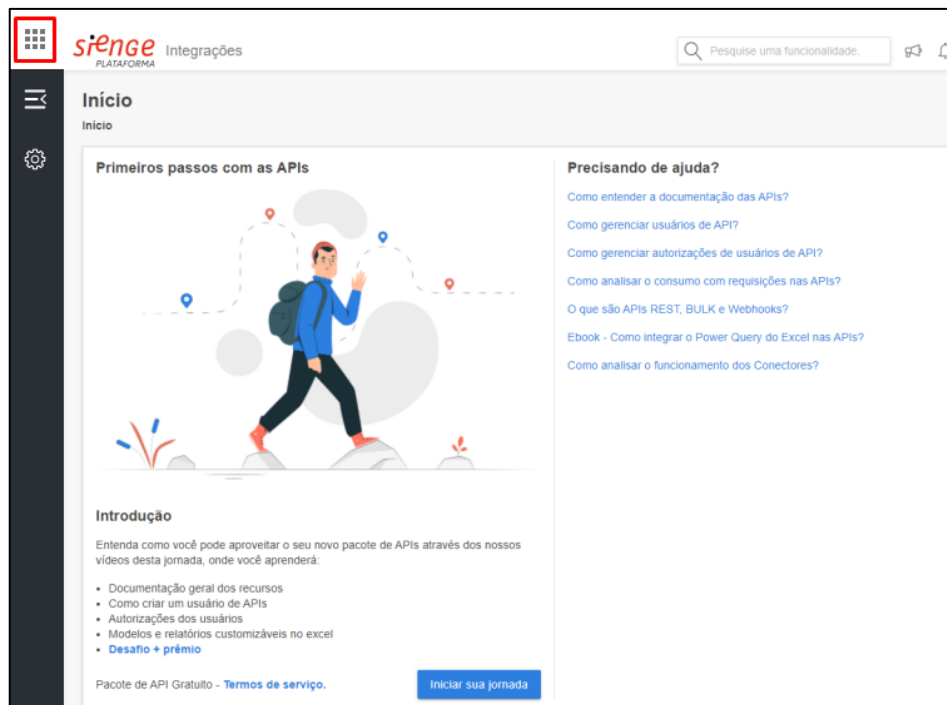 sienge
PLATAFORMA
Integrações
Pesquise uma funcionalidade.
Início
Início
Primeiros passos com as APIs
Introdução
Entenda como você pode aproveitar o seu novo pacote de APIs através dos nossos
vídeos desta jornada, onde você aprenderá:
• Documentação geral dos recursos
• Como criar um usuário de APIs
• Autorizações dos usuários
• Modelos e relatórios customizáveis no excel
• Desafio + prêmio
Pacote de API Gratuito - Termos de serviço.
Iniciar sua jornada
Precisando de ajuda?
Como entender a documentação das APIs?
Como gerenciar usuários de API?
Como gerenciar autorizações de usuários de API?
Como analisar o consumo com requisições nas APIs?
O que são APIs REST, BULK e Webhooks?
Ebook - Como integrar o Power Query do Excel nas APIs?
Como analisar o funcionamento dos Conectores?